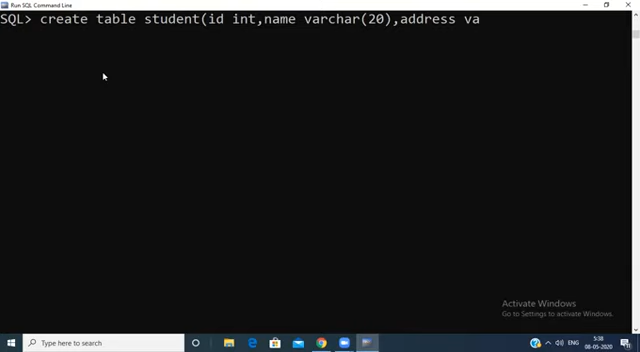 Run SQL Command Line
SQL> create table student(id int,name varchar(20),address va
Activate Windows
Go to Settings to activate Windows.
Type here to search
ENG
5:38
08-05-2020